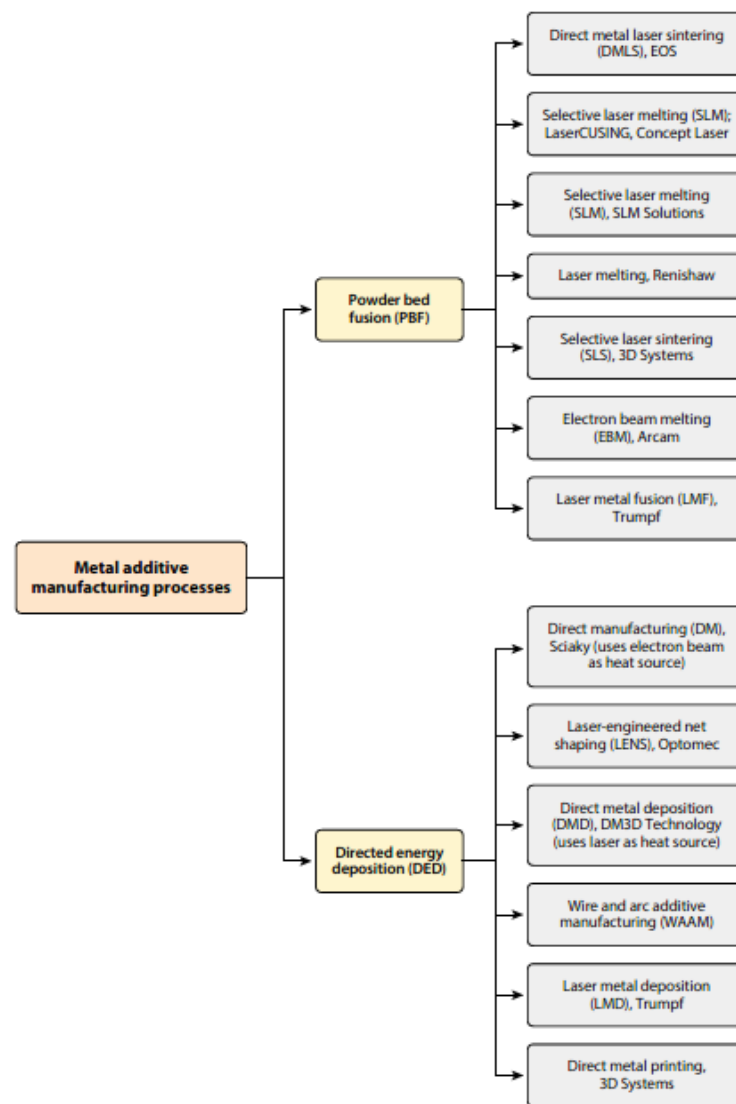 Direct metal laser sintering
(DMLS), EOS
Selective laser melting (SLM);
LaserCUSING, Concept Laser
Selective laser melting
(SLM), SLM Solutions
Laser melting, Renishaw
Powder bed
fusion (PBF)
Selective laser sintering
(SLS), 3D Systems
Electron beam melting
(EBM), Arcam
Laser metal fusion (LMF),
Trumpf
Metal additive
manufacturing processes
Direct manufacturing (DM),
Sciaky (uses electron beam
as heat source)
Laser-engineered net
shaping (LENS), Optomec
Direct metal deposition
(DMD), DM3D Technology
(uses laser as heat source)
Directed energy
deposition (DED)
Wire and arc additive
manufacturing (WAAM)
Laser metal deposition
(LMD), Trumpf
Direct metal printing,
3D Systems